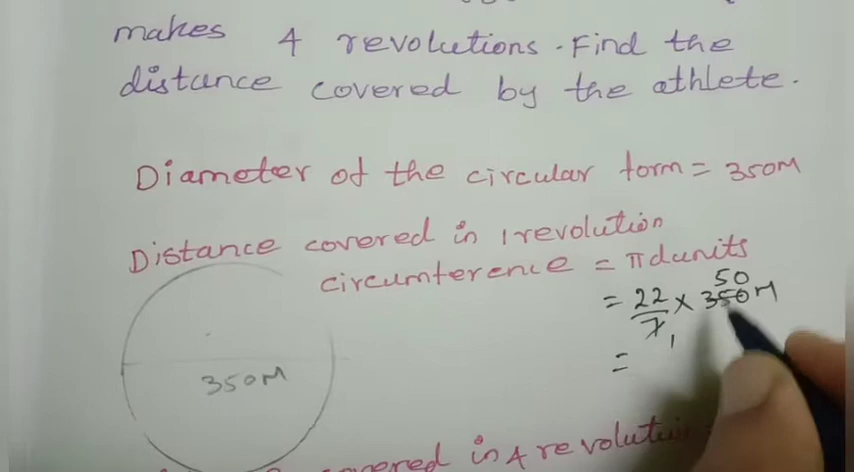 makes 4 revolutions. Find the
distance covered by the athlete.
Diameter of the circular form = 350M
Distance covered in 1 revolution
circumference = πd units
50
= 22/7 × 350M
1
=
350M
covered in 4 revolution